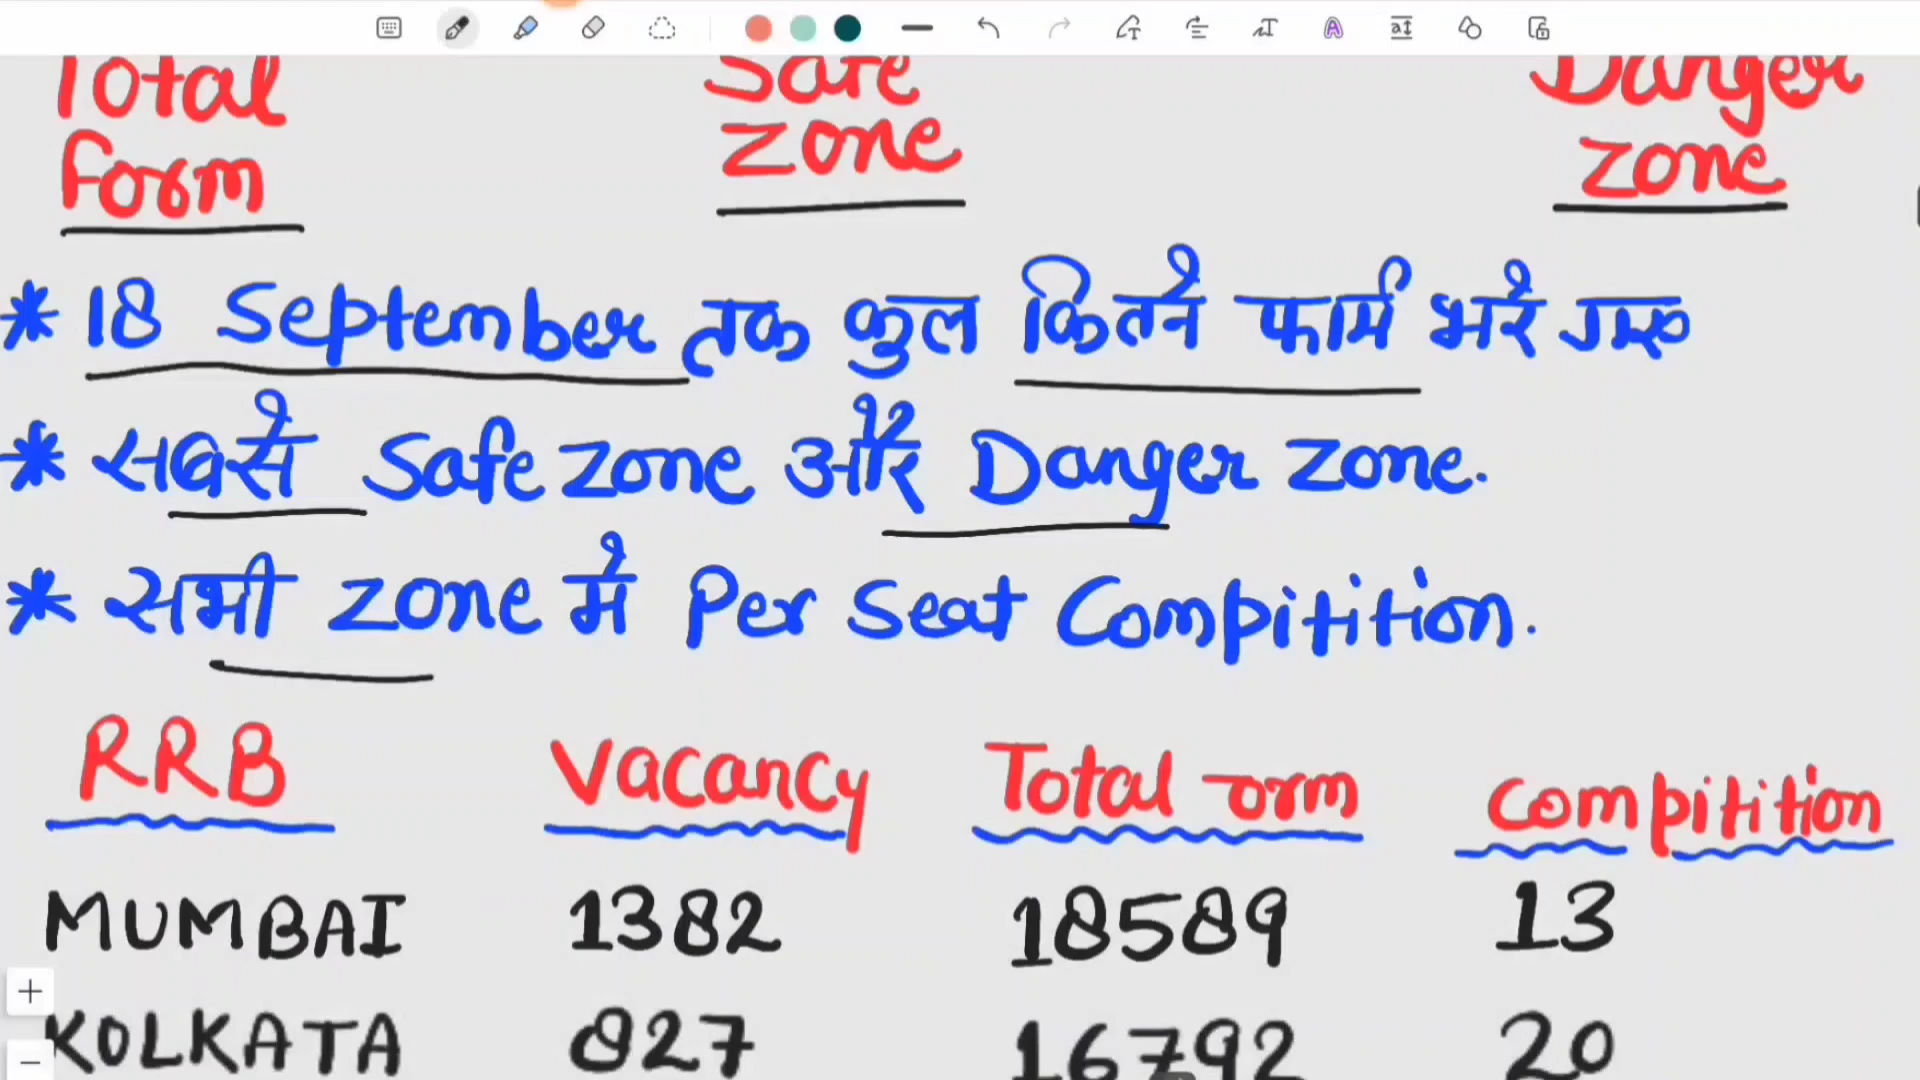 Total Safe Danger
form zone zone
* 18 September तक कुल कितने फार्म भरे गए
* सबसे Safe zone और Danger zone.
* सभी zone में Per Seat Compitition.
RRB Vacancy Total orm Compitition
MUMBAI 1382 18589 13
KOLKATA 827 16792 20